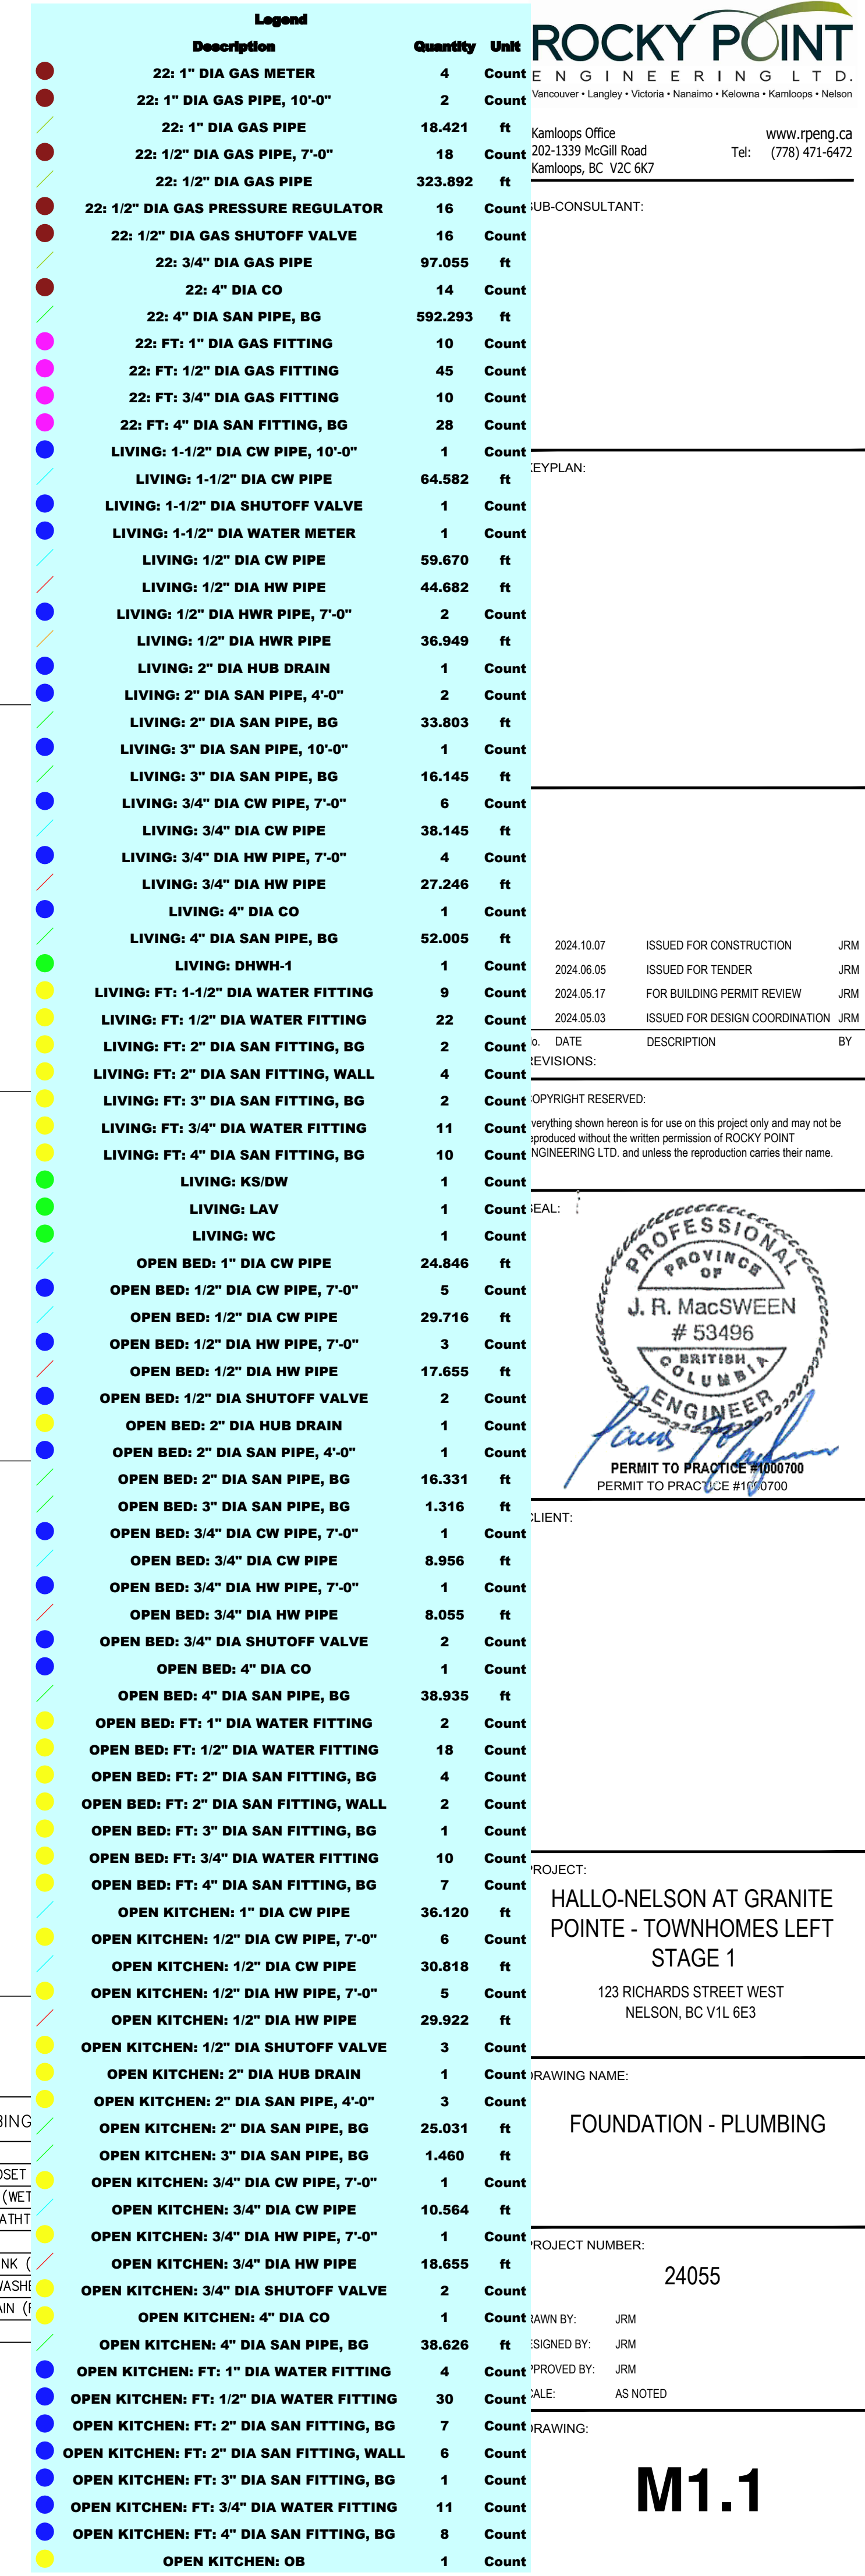 Legend
Description Quantity Unit
22: 1" DIA GAS METER 4 Count
22: 1" DIA GAS PIPE, 10'-0" 2 Count
22: 1" DIA GAS PIPE 18.421 ft
22: 1/2" DIA GAS PIPE, 7'-0" 18 Count
22: 1/2" DIA GAS PIPE 323.892 ft
22: 1/2" DIA GAS PRESSURE REGULATOR 16 Count
22: 1/2" DIA GAS SHUTOFF VALVE 16 Count
22: 3/4" DIA GAS PIPE 97.055 ft
22: 4" DIA CO 14 Count
22: 4" DIA SAN PIPE, BG 592.293 ft
22: FT: 1" DIA GAS FITTING 10 Count
22: FT: 1/2" DIA GAS FITTING 45 Count
22: FT: 3/4" DIA GAS FITTING 10 Count
22: FT: 4" DIA SAN FITTING, BG 28 Count
LIVING: 1-1/2" DIA CW PIPE, 10'-0" 1 Count
LIVING: 1-1/2" DIA CW PIPE 64.582 ft
LIVING: 1-1/2" DIA SHUTOFF VALVE 1 Count
LIVING: 1-1/2" DIA WATER METER 1 Count
LIVING: 1/2" DIA CW PIPE 59.670 ft
LIVING: 1/2" DIA HW PIPE 44.682 ft
LIVING: 1/2" DIA HWR PIPE, 7'-0" 2 Count
LIVING: 1/2" DIA HWR PIPE 36.949 ft
LIVING: 2" DIA HUB DRAIN 1 Count
LIVING: 2" DIA SAN PIPE, 4'-0" 2 Count
LIVING: 2" DIA SAN PIPE, BG 33.803 ft
LIVING: 3" DIA SAN PIPE, 10'-0" 1 Count
LIVING: 3" DIA SAN PIPE, BG 16.145 ft
LIVING: 3/4" DIA CW PIPE, 7'-0" 6 Count
LIVING: 3/4" DIA CW PIPE 38.145 ft
LIVING: 3/4" DIA HW PIPE, 7'-0" 4 Count
LIVING: 3/4" DIA HW PIPE 27.246 ft
LIVING: 4" DIA CO 1 Count
LIVING: 4" DIA SAN PIPE, BG 52.005 ft
LIVING: DHWH-1 1 Count
LIVING: FT: 1-1/2" DIA WATER FITTING 9 Count
LIVING: FT: 1/2" DIA WATER FITTING 22 Count
LIVING: FT: 2" DIA SAN FITTING, BG 2 Count
LIVING: FT: 2" DIA SAN FITTING, WALL 4 Count
LIVING: FT: 3" DIA SAN FITTING, BG 2 Count
LIVING: FT: 3/4" DIA WATER FITTING 11 Count
LIVING: FT: 4" DIA SAN FITTING, BG 10 Count
LIVING: KS/DW 1 Count
LIVING: LAV 1 Count
LIVING: WC 1 Count
OPEN BED: 1" DIA CW PIPE 24.846 ft
OPEN BED: 1/2" DIA CW PIPE, 7'-0" 5 Count
OPEN BED: 1/2" DIA CW PIPE 29.716 ft
OPEN BED: 1/2" DIA HW PIPE, 7'-0" 3 Count
OPEN BED: 1/2" DIA HW PIPE 17.655 ft
OPEN BED: 1/2" DIA SHUTOFF VALVE 2 Count
OPEN BED: 2" DIA HUB DRAIN 1 Count
OPEN BED: 2" DIA SAN PIPE, 4'-0" 1 Count
OPEN BED: 2" DIA SAN PIPE, BG 16.331 ft
OPEN BED: 3" DIA SAN PIPE, BG 1.316 ft
OPEN BED: 3/4" DIA CW PIPE, 7'-0" 1 Count
OPEN BED: 3/4" DIA CW PIPE 8.956 ft
OPEN BED: 3/4" DIA HW PIPE, 7'-0" 1 Count
OPEN BED: 3/4" DIA HW PIPE 8.055 ft
OPEN BED: 3/4" DIA SHUTOFF VALVE 2 Count
OPEN BED: 4" DIA CO 1 Count
OPEN BED: 4" DIA SAN PIPE, BG 38.935 ft
OPEN BED: FT: 1" DIA WATER FITTING 2 Count
OPEN BED: FT: 1/2" DIA WATER FITTING 18 Count
OPEN BED: FT: 2" DIA SAN FITTING, BG 4 Count
OPEN BED: FT: 2" DIA SAN FITTING, WALL 2 Count
OPEN BED: FT: 3" DIA SAN FITTING, BG 1 Count
OPEN BED: FT: 3/4" DIA WATER FITTING 10 Count
OPEN BED: FT: 4" DIA SAN FITTING, BG 7 Count
OPEN KITCHEN: 1" DIA CW PIPE 36.120 ft
OPEN KITCHEN: 1/2" DIA CW PIPE, 7'-0" 6 Count
OPEN KITCHEN: 1/2" DIA CW PIPE 30.818 ft
OPEN KITCHEN: 1/2" DIA HW PIPE, 7'-0" 5 Count
OPEN KITCHEN: 1/2" DIA HW PIPE 29.922 ft
OPEN KITCHEN: 1/2" DIA SHUTOFF VALVE 3 Count
OPEN KITCHEN: 2" DIA HUB DRAIN 1 Count
OPEN KITCHEN: 2" DIA SAN PIPE, 4'-0" 3 Count
OPEN KITCHEN: 2" DIA SAN PIPE, BG 25.031 ft
OPEN KITCHEN: 3" DIA SAN PIPE, BG 1.460 ft
OPEN KITCHEN: 3/4" DIA CW PIPE, 7'-0" 1 Count
OPEN KITCHEN: 3/4" DIA CW PIPE 10.564 ft
OPEN KITCHEN: 3/4" DIA HW PIPE, 7'-0" 1 Count
OPEN KITCHEN: 3/4" DIA HW PIPE 18.655 ft
OPEN KITCHEN: 3/4" DIA SHUTOFF VALVE 2 Count
OPEN KITCHEN: 4" DIA CO 1 Count
OPEN KITCHEN: 4" DIA SAN PIPE, BG 38.626 ft
OPEN KITCHEN: FT: 1" DIA WATER FITTING 4 Count
OPEN KITCHEN: FT: 1/2" DIA WATER FITTING 30 Count
OPEN KITCHEN: FT: 2" DIA SAN FITTING, BG 7 Count
OPEN KITCHEN: FT: 2" DIA SAN FITTING, WALL 6 Count
OPEN KITCHEN: FT: 3" DIA SAN FITTING, BG 1 Count
OPEN KITCHEN: FT: 3/4" DIA WATER FITTING 11 Count
OPEN KITCHEN: FT: 4" DIA SAN FITTING, BG 8 Count
OPEN KITCHEN: OB 1 Count
ROCKY POINT
ENGINEERING LTD.
Vancouver • Langley • Victoria • Nanaimo • Kelowna • Kamloops • Nelson
Kamloops Office www.rpeng.ca
202-1339 McGill Road Tel: (778) 471-6472
Kamloops, BC V2C 6K7
UB-CONSULTANT:
EYPLAN:
2024.10.07 ISSUED FOR CONSTRUCTION JRM
2024.06.05 ISSUED FOR TENDER JRM
2024.05.17 FOR BUILDING PERMIT REVIEW JRM
2024.05.03 ISSUED FOR DESIGN COORDINATION JRM
o. DATE DESCRIPTION BY
EVISIONS:
OPYRIGHT RESERVED:
verything shown hereon is for use on this project only and may not be
eproduced without the written permission of ROCKY POINT
NGINEERING LTD. and unless the reproduction carries their name.
EAL:
PROFESSIONAL
PROVINCE
OF
J. R. MacSWEEN
# 53496
BRITISH
COLUMBIA
ENGINEER
PERMIT TO PRACTICE #1000700
PERMIT TO PRACTICE #1000700
LIENT:
ROJECT:
HALLO-NELSON AT GRANITE
POINTE - TOWNHOMES LEFT
STAGE 1
123 RICHARDS STREET WEST
NELSON, BC V1L 6E3
RAWING NAME:
FOUNDATION - PLUMBING
ROJECT NUMBER:
24055
RAWN BY: JRM
ESIGNED BY: JRM
PPROVED BY: JRM
CALE: AS NOTED
RAWING:
M1.1
BING
OSET
(WET
ATHT
NK (
WASHE
AIN (F